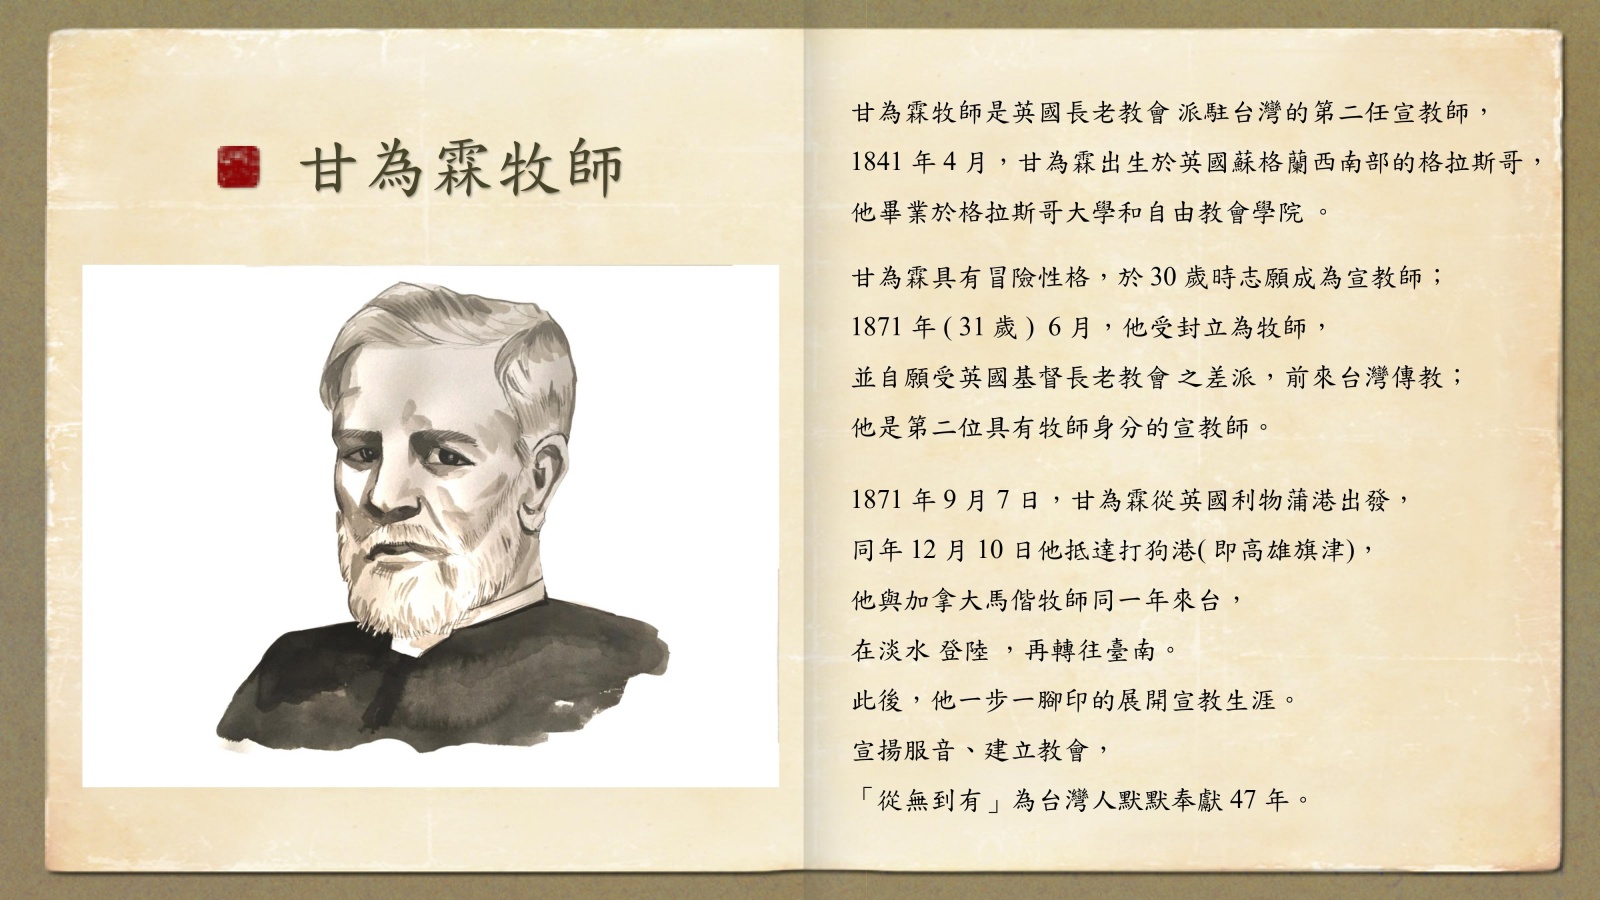 甘為霖牧師
甘為霖牧師是英國長老教會 派駐台灣的第二任宣教師，
1841 年 4 月，甘為霖出生於英國蘇格蘭西南部的格拉斯哥，
他畢業於格拉斯哥大學和自由教會學院 。
甘為霖具有冒險性格，於 30 歲時志願成為宣教師；
1871 年 ( 31 歲 ) 6 月，他受封立為牧師，
並自願受英國基督長老教會 之差派，前來台灣傳教；
他是第二位具有牧師身分的宣教師。
1871 年 9 月 7 日，甘為霖從英國利物蒲港出發，
同年 12 月 10 日他抵達打狗港( 即高雄旗津)，
他與加拿大馬偕牧師同一年來台，
在淡水 登陸 ，再轉往臺南。
此後，他一步一腳印的展開宣教生涯。
宣揚服音、建立教會，
「從無到有」為台灣人默默奉獻 47 年。